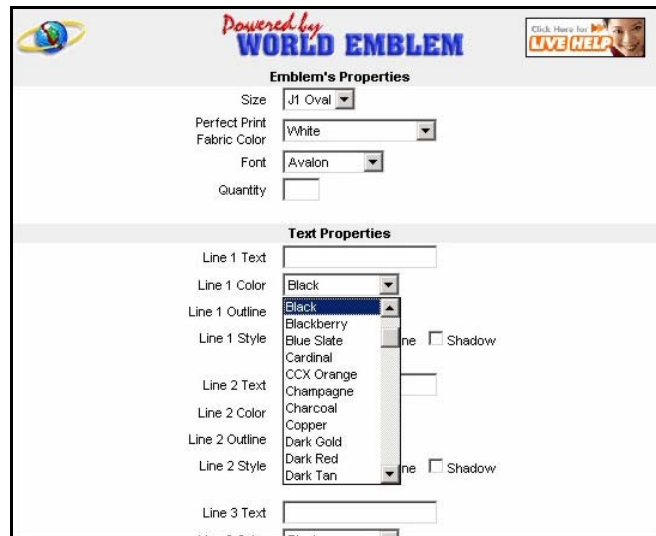 Powered by
WORLD EMBLEM
Click Here for
LIVE HELP
Emblem's Properties
Size J1 Oval
Perfect Print
Fabric Color White
Font Avalon
Quantity
Text Properties
Line 1 Text
Line 1 Color Black
Line 1 Outline Black
Blackberry
Line 1 Style Blue Slate ne Shadow
Cardinal
CCX Orange
Line 2 Text Champagne
Charcoal
Line 2 Color Copper
Line 2 Outline Dark Gold
Dark Red
Line 2 Style Dark Tan ne Shadow
Line 3 Text